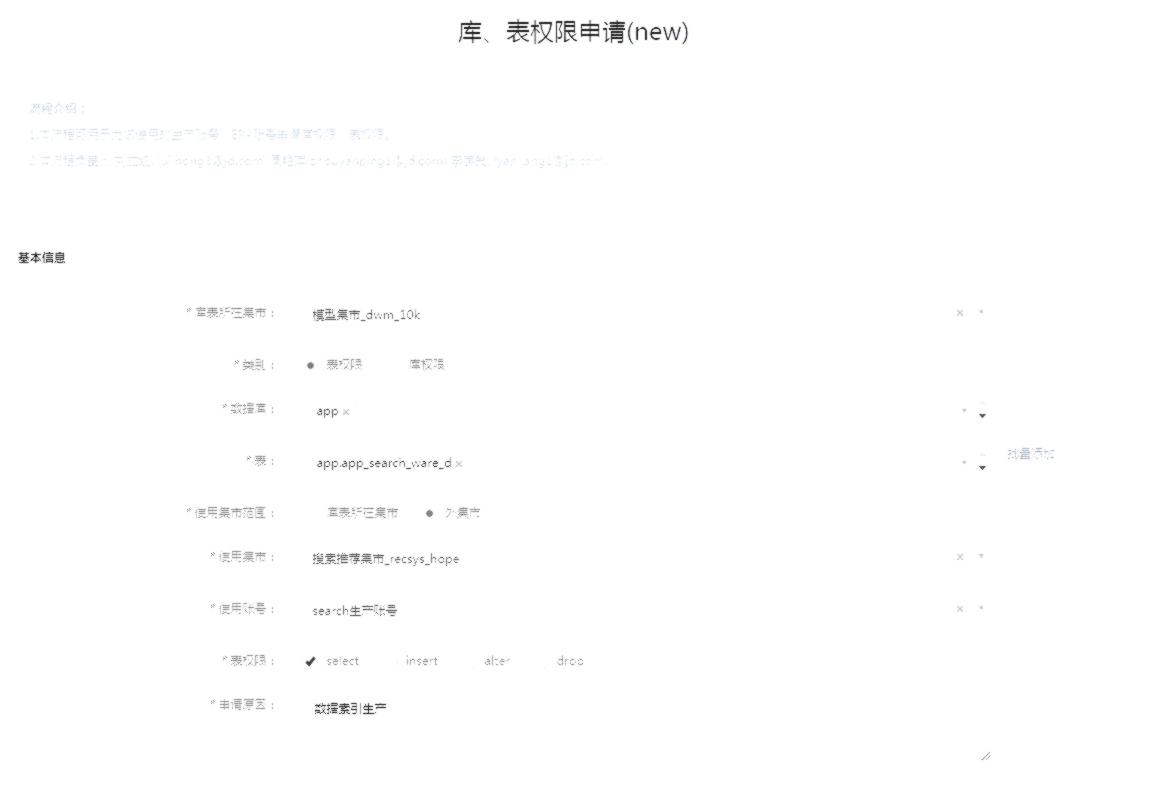 库、表权限申请(new)
流程介绍：
基本信息
* 库表所在集市： 模型集市_dwm_10k
* 类别： 表权限 库权限
* 数据库： app ×
* 表： app.app_search_ware_d × 批量添加
* 使用集市范围： 库表所在集市 外集市
* 使用集市： 搜索推荐集市_recsys_hope
* 使用账号： search生产账号
* 表权限： select insert alter drop
* 申请原因： 数据索引生产